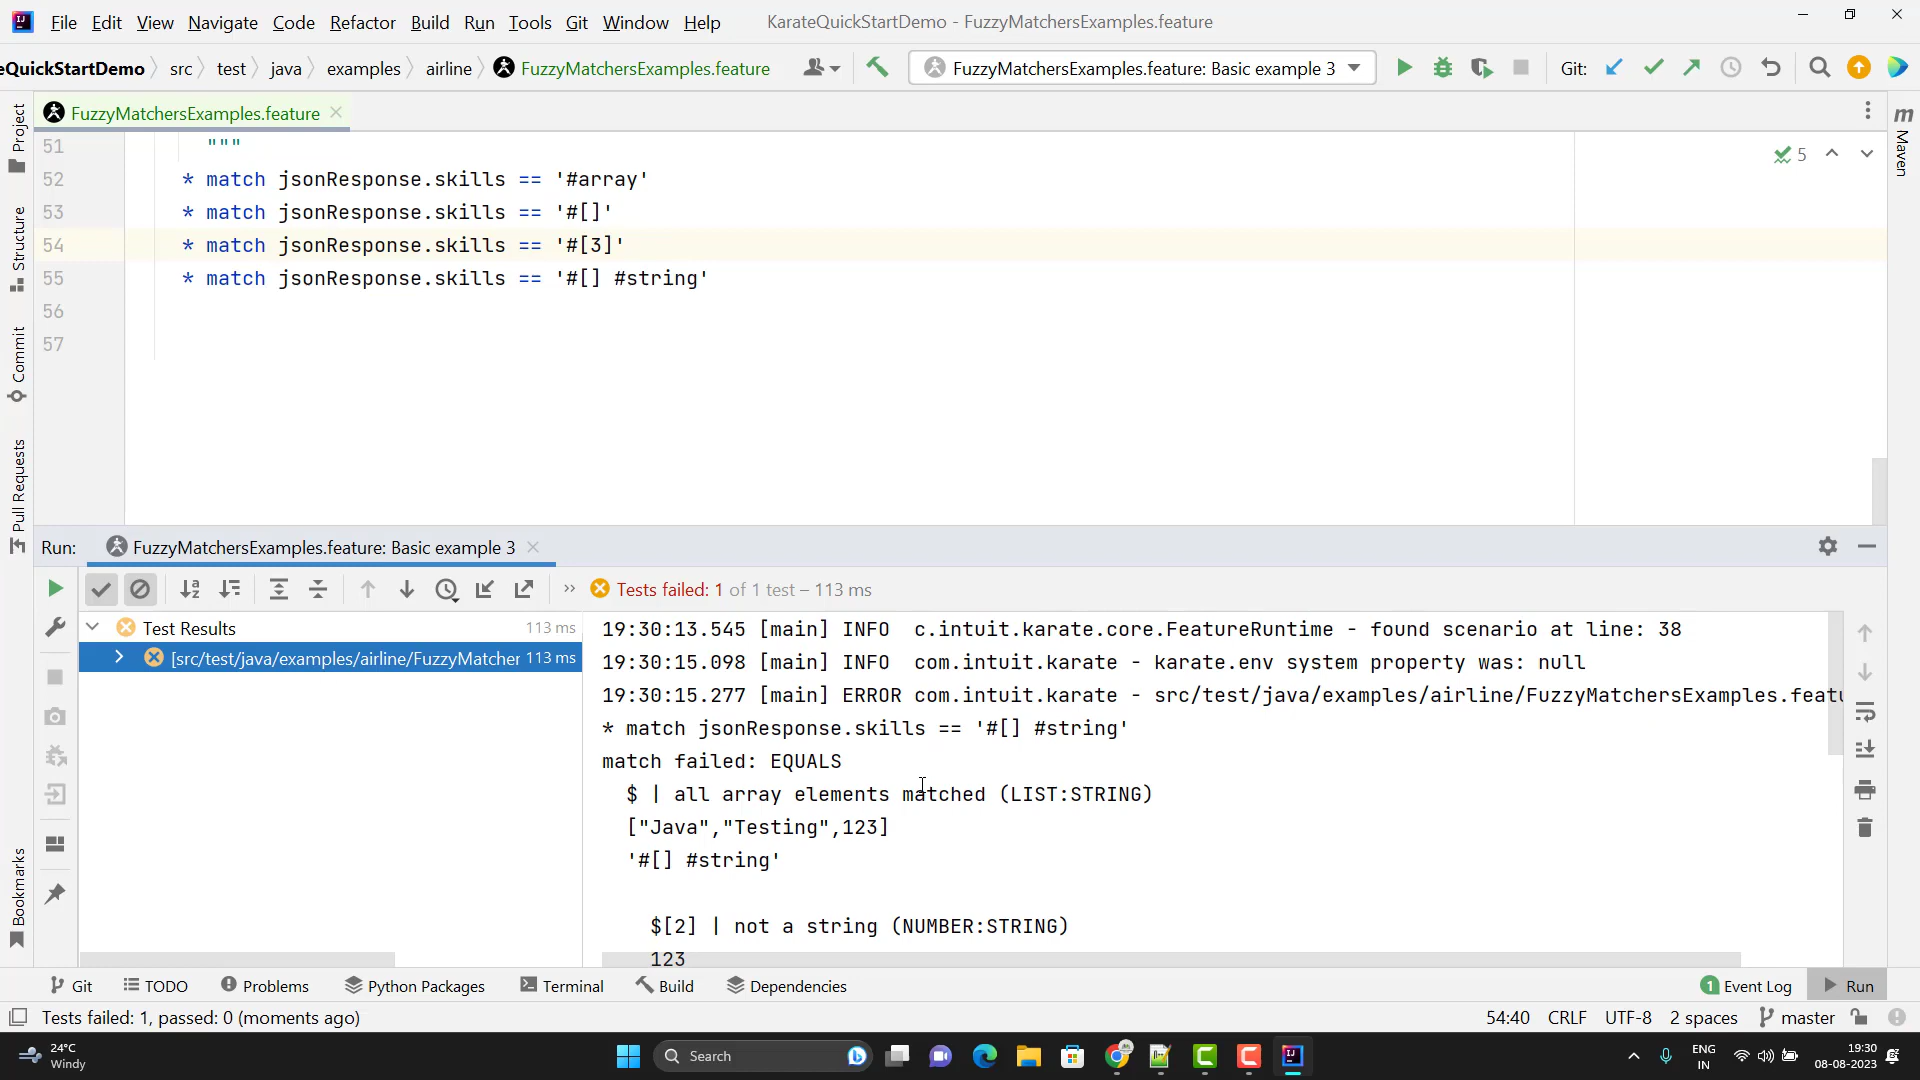 File Edit View Navigate Code Refactor Build Run Tools Git Window Help KarateQuickStartDemo - FuzzyMatchersExamples.feature
eQuickStartDemo src test java examples airline FuzzyMatchersExamples.feature FuzzyMatchersExamples.feature: Basic example 3 Git:
FuzzyMatchersExamples.feature
Project
Structure
Commit
Pull Requests
Bookmarks
Maven
5
51 """
52 * match jsonResponse.skills == '#array'
53 * match jsonResponse.skills == '#[]'
54 * match jsonResponse.skills == '#[3]'
55 * match jsonResponse.skills == '#[] #string'
56
57
Run: FuzzyMatchersExamples.feature: Basic example 3
Tests failed: 1 of 1 test – 113 ms
Test Results 113 ms
[src/test/java/examples/airline/FuzzyMatcher 113 ms
19:30:13.545 [main] INFO c.intuit.karate.core.FeatureRuntime - found scenario at line: 38
19:30:15.098 [main] INFO com.intuit.karate - karate.env system property was: null
19:30:15.277 [main] ERROR com.intuit.karate - src/test/java/examples/airline/FuzzyMatchersExamples.featu
* match jsonResponse.skills == '#[] #string'
match failed: EQUALS
$ | all array elements matched (LIST:STRING)
["Java","Testing",123]
'#[] #string'
$[2] | not a string (NUMBER:STRING)
123
Git TODO Problems Python Packages Terminal Build Dependencies 1 Event Log Run
Tests failed: 1, passed: 0 (moments ago) 54:40 CRLF UTF-8 2 spaces master
24°C
Windy
Search
ENG
IN
19:30
08-08-2023